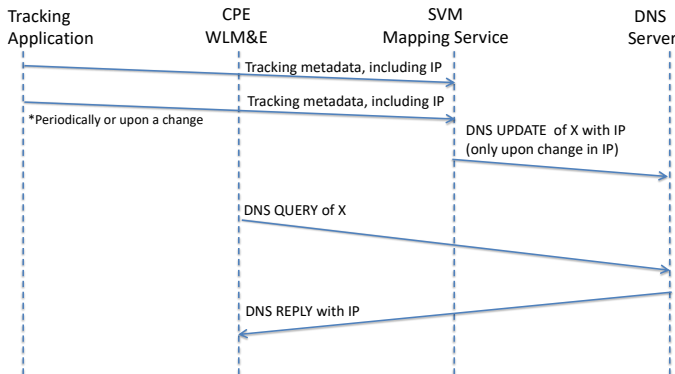 Tracking
Application
CPE
WLM&E
SVM
Mapping Service
DNS
Server
Tracking metadata, including IP
Tracking metadata, including IP
*Periodically or upon a change
DNS UPDATE of X with IP
(only upon change in IP)
DNS QUERY of X
DNS REPLY with IP